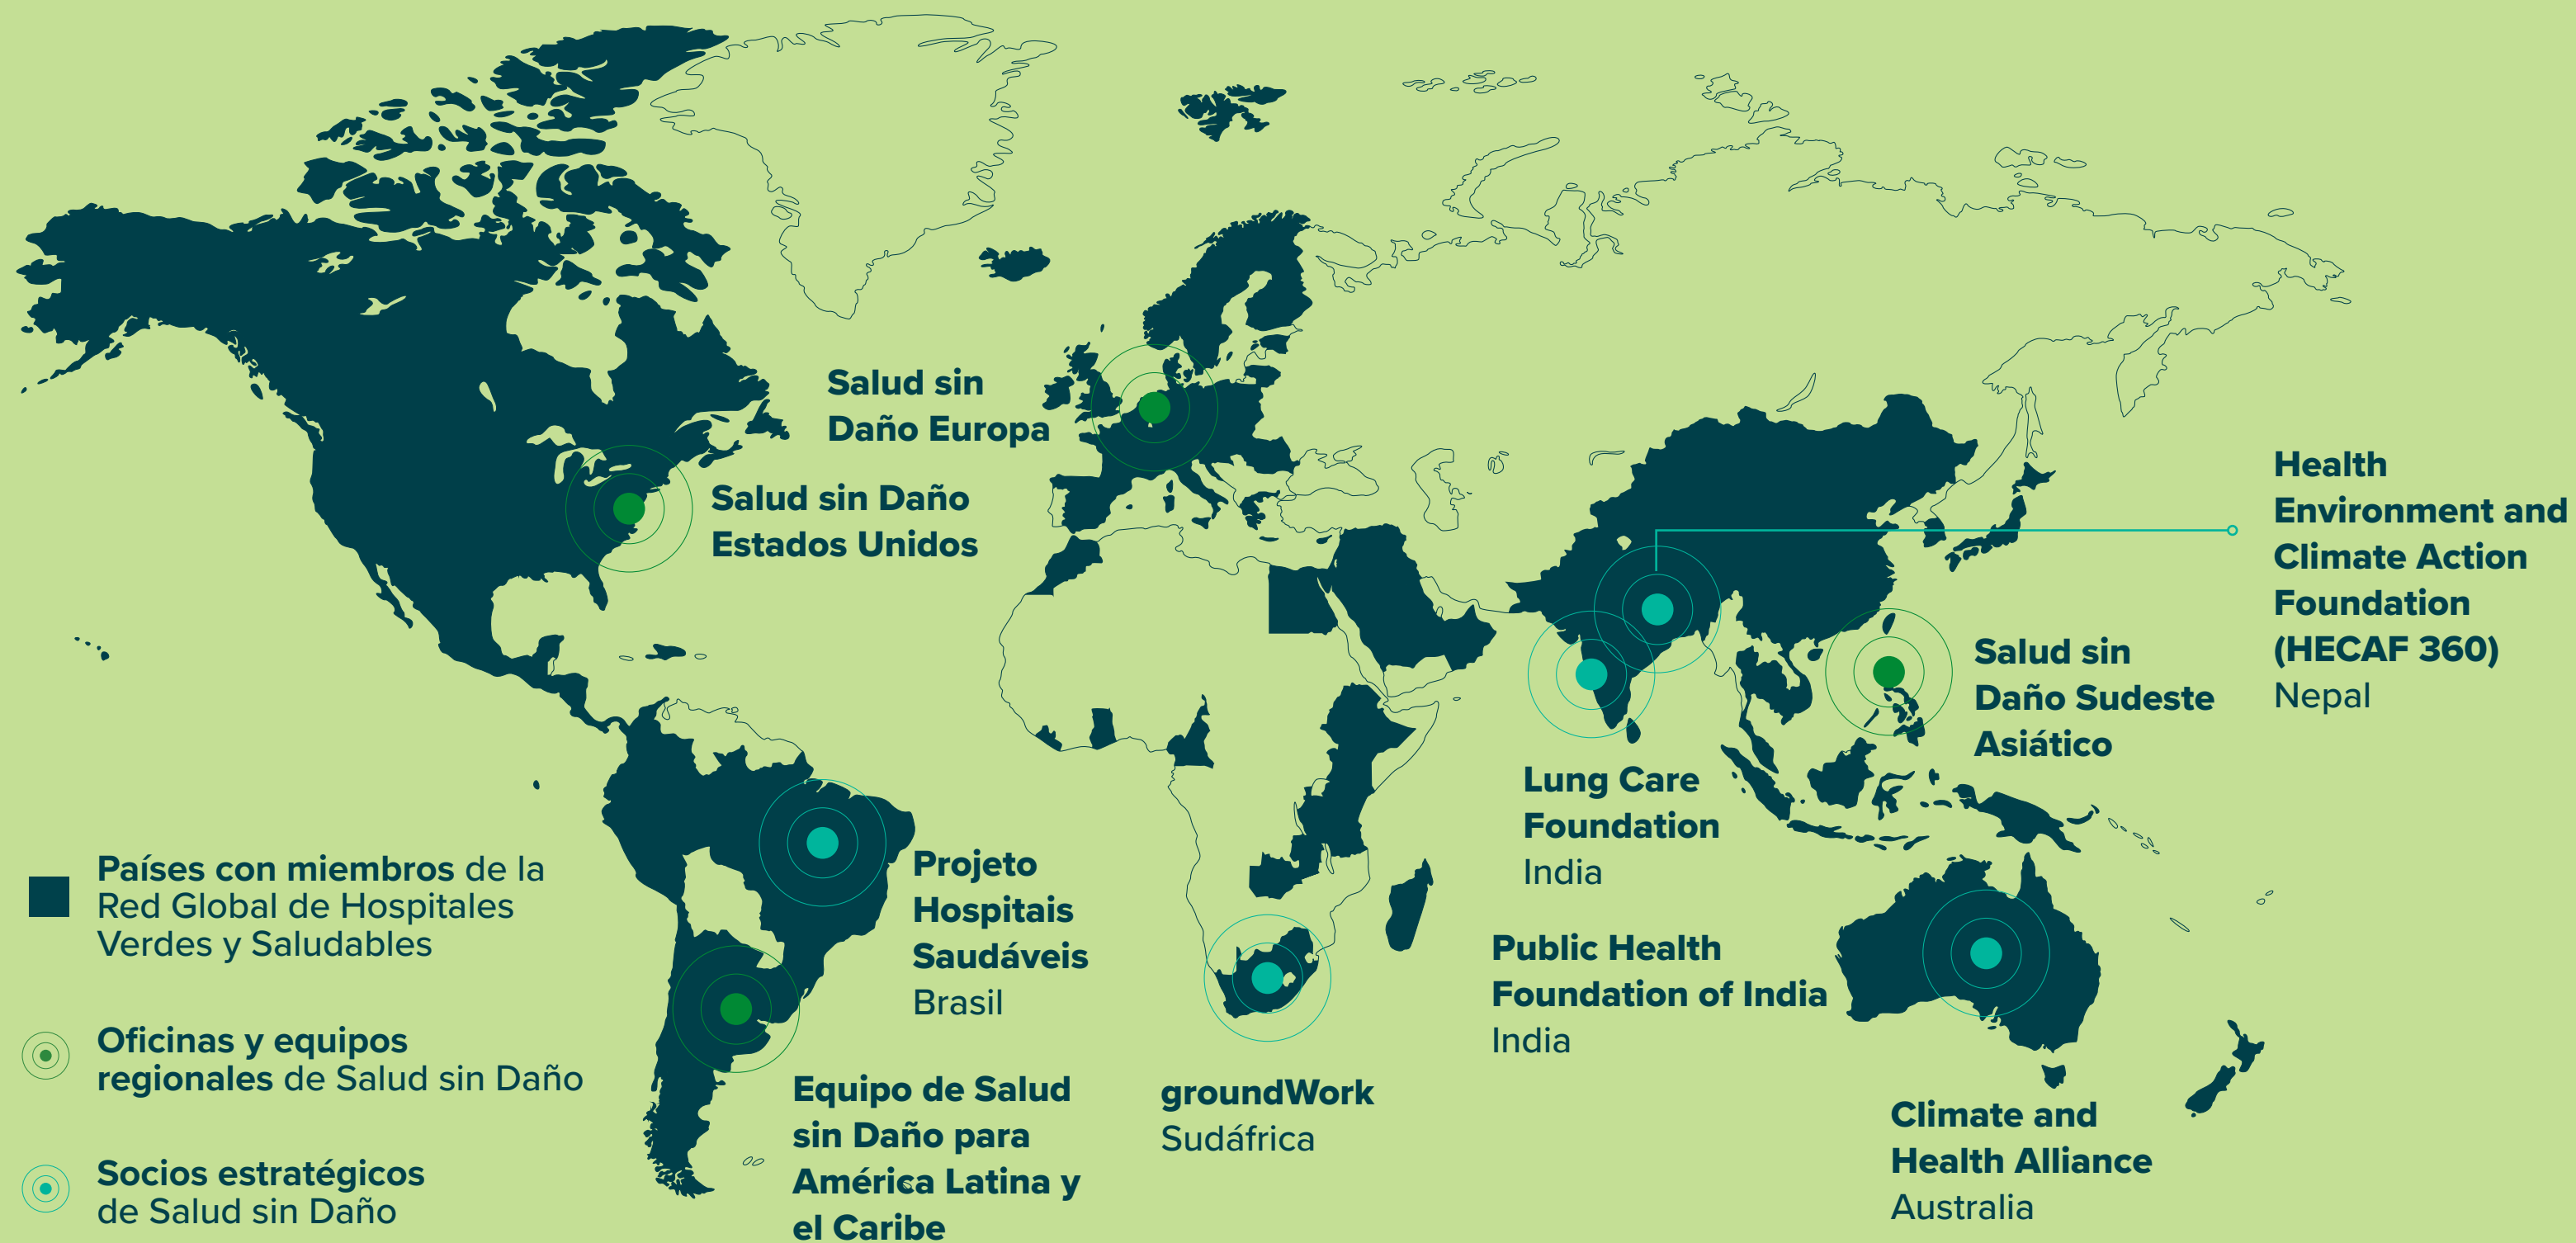 Salud sin
Daño Europa
Salud sin Daño
Estados Unidos
Health
Environment and
Climate Action
Foundation
(HECAF 360)
Nepal
Salud sin
Daño Sudeste
Asiático
Lung Care
Foundation
India
Public Health
Foundation of India
India
Projeto
Hospitais
Saudáveis
Brasil
Equipo de Salud
sin Daño para
América Latina y
el Caribe
groundWork
Sudáfrica
Climate and
Health Alliance
Australia
Países con miembros de la
Red Global de Hospitales
Verdes y Saludables
Oficinas y equipos
regionales de Salud sin Daño
Socios estratégicos
de Salud sin Daño